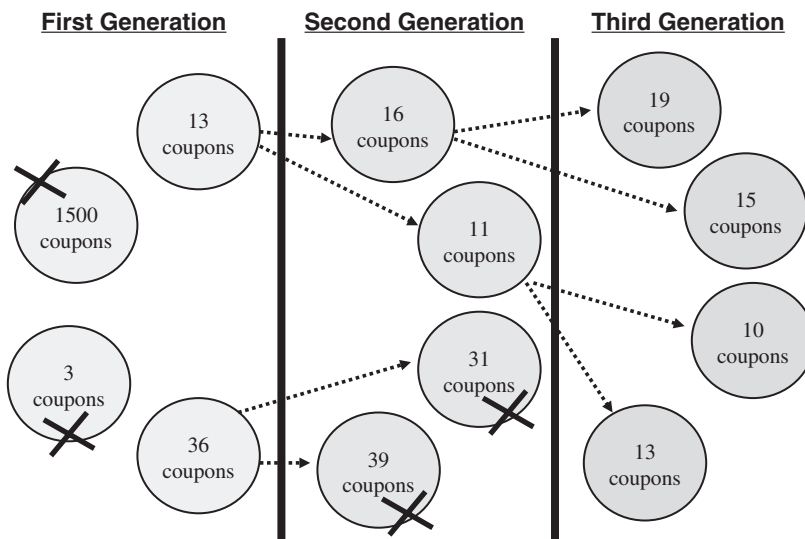 First Generation
Second Generation
Third Generation
13
coupons
1500
coupons
3
coupons
36
coupons
16
coupons
11
coupons
31
coupons
39
coupons
19
coupons
15
coupons
10
coupons
13
coupons